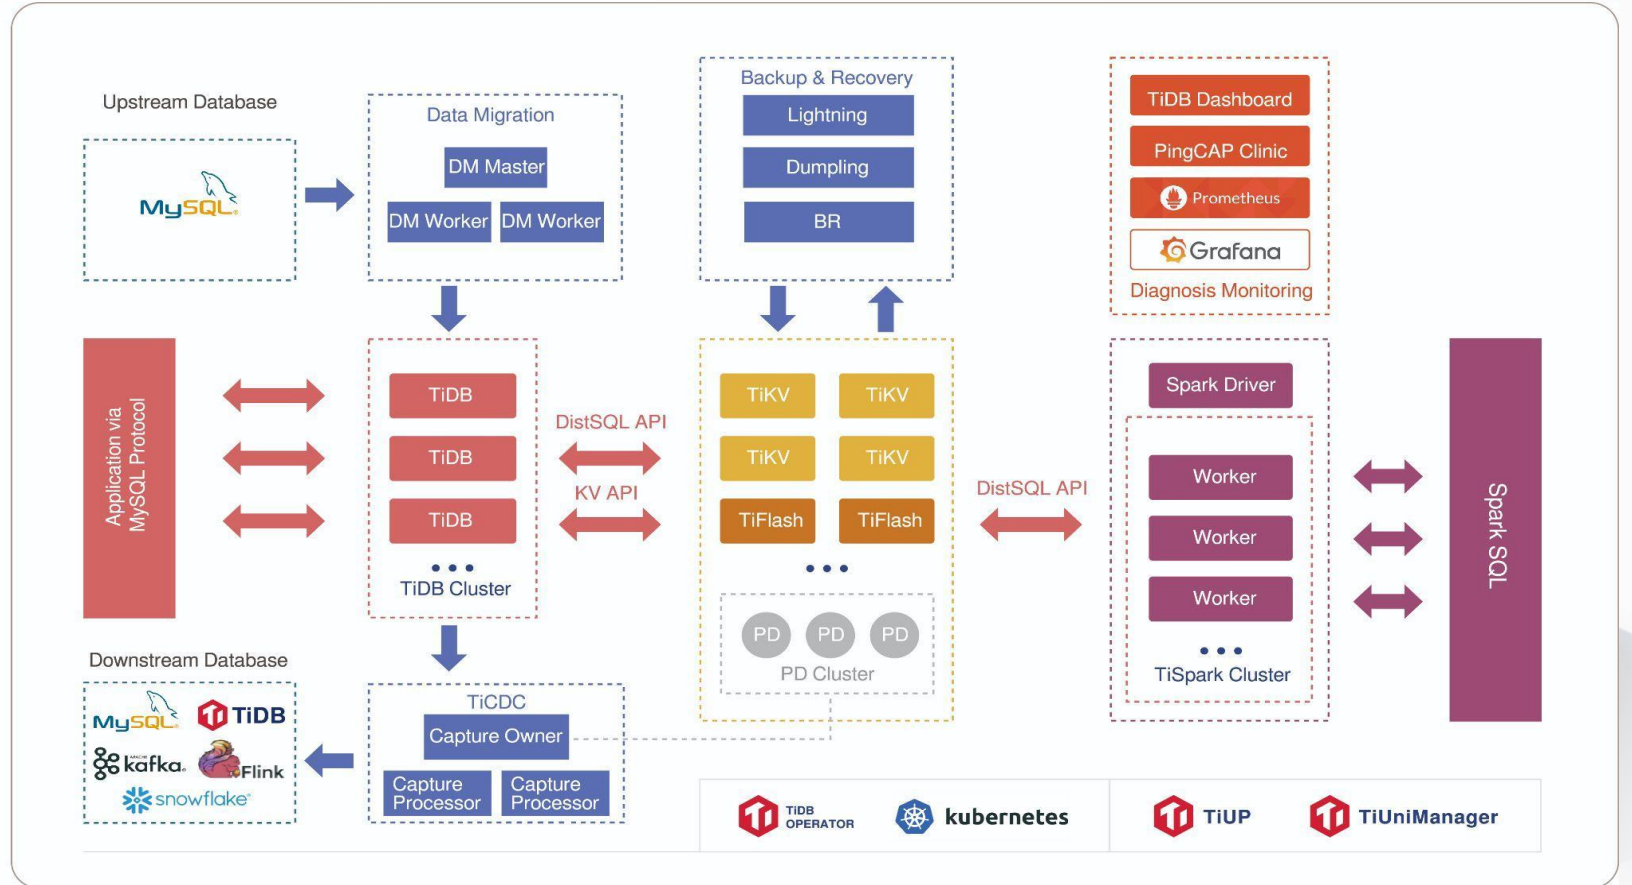 Upstream Database
MySQL
Data Migration
DM Master
DM Worker
DM Worker
Backup & Recovery
Lightning
Dumpling
BR
TiDB Dashboard
PingCAP Clinic
Prometheus
Grafana
Diagnosis Monitoring
Application via
MySQL Protocol
TiDB
TiDB
TiDB
TiDB Cluster
DistSQL API
KV API
TiKV
TiKV
TiKV
TiKV
TiFlash
TiFlash
PD
PD
PD
PD Cluster
DistSQL API
Spark Driver
Worker
Worker
Worker
TiSpark Cluster
Spark SQL
Downstream Database
MySQL
TiDB
APACHE
kafka
Flink
snowflake
TiCDC
Capture Owner
Capture
Processor
Capture
Processor
TiDB
OPERATOR
kubernetes
TiUP
TiUniManager